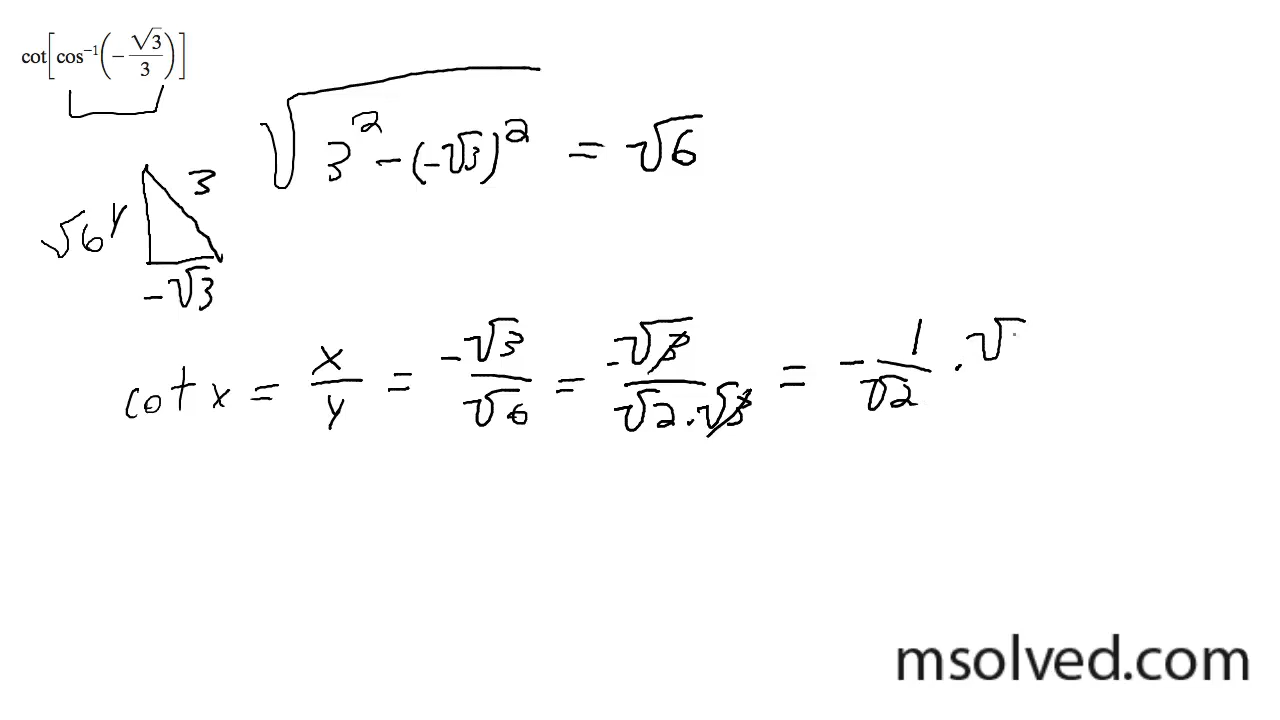 cot[cos⁻¹(-√3/3)]
√(3² - (-√3)²) = √6
√6 y 3
-√3
cot x = x/y = -√3/√6 = -√3/(√2 · √3) = -1/√2 · √
msolved.com